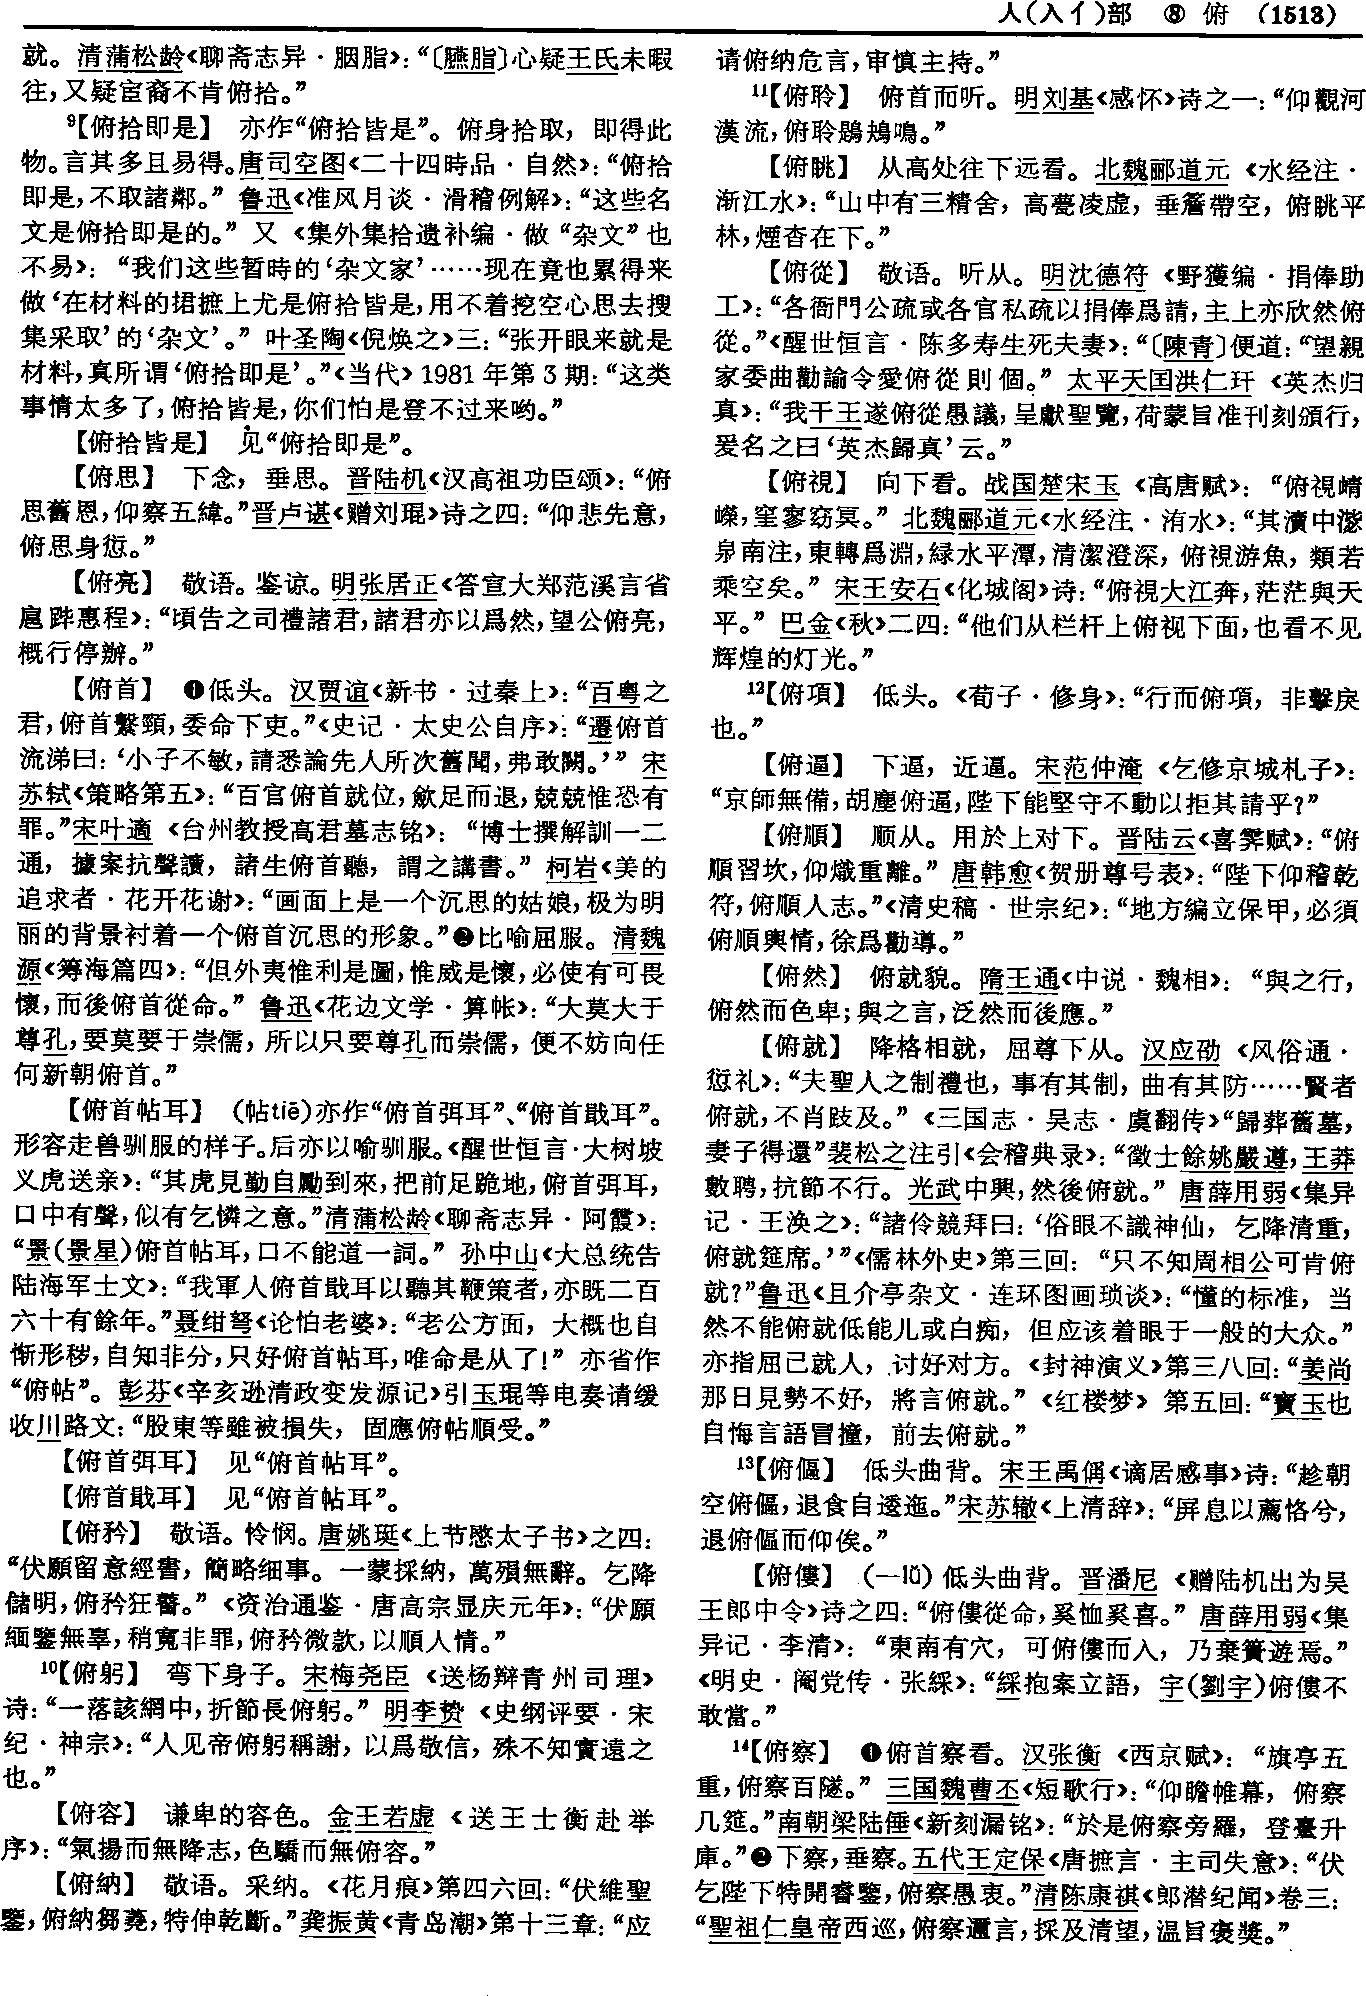 人(入亻)部 ⑧ 俯 (1513)
就。清蒲松龄《聊斋志异·胭脂》：“〔臙脂〕心疑王氏未暇
往，又疑宦裔不肯俯拾。”
⁹【俯拾即是】 亦作“俯拾皆是”。俯身拾取，即得此
物。言其多且易得。唐司空图《二十四時品·自然》：“俯拾
即是，不取諸鄰。”鲁迅《准风月谈·滑稽例解》：“这些名
文是俯拾即是的。”又《集外集拾遗补编·做“杂文”也
不易》：“我们这些暂時的‘杂文家’……现在竟也累得来
做‘在材料的捃摭上尤是俯拾皆是，用不着挖空心思去搜
集采取’的‘杂文’。”叶圣陶《倪焕之》三：“张开眼来就是
材料，真所谓‘俯拾即是’。”《当代》1981年第3期：“这类
事情太多了，俯拾皆是，你们怕是登不过来哟。”
【俯拾皆是】 见“俯拾即是”。
【俯思】 下念，垂思。晋陆机《汉高祖功臣颂》：“俯
思舊恩，仰察五緯。”晋卢谌《赠刘琨》诗之四：“仰悲先意，
俯思身愆。”
【俯亮】 敬语。鉴谅。明张居正《答宣大郑范溪言省
扈跸惠程》：“頃告之司禮諸君，諸君亦以爲然，望公俯亮，
概行停辦。”
【俯首】 ❶低头。汉贾谊《新书·过秦上》：“百粤之
君，俯首繫頸，委命下吏。”《史记·太史公自序》：“遷俯首
流涕曰：‘小子不敏，請悉論先人所次舊聞，弗敢闕。’”宋
苏轼《策略第五》：“百官俯首就位，斂足而退，兢兢惟恐有
罪。”宋叶適《台州教授高君墓志铭》：“博士撰解訓一二
通，據案抗聲讀，諸生俯首聽，謂之講書。”柯岩《美的
追求者·花开花谢》：“画面上是一个沉思的姑娘，极为明
丽的背景衬着一个俯首沉思的形象。”❷比喻屈服。清魏
源《筹海篇四》：“但外夷惟利是圖，惟威是懷，必使有可畏
懷，而後俯首從命。”鲁迅《花边文学·算帐》：“大莫大于
尊孔，要莫要于崇儒，所以只要尊孔而崇儒，便不妨向任
何新朝俯首。”
【俯首帖耳】 (帖tiē)亦作“俯首弭耳”、“俯首戢耳”。
形容走兽驯服的样子。后亦以喻驯服。《醒世恒言·大树坡
义虎送亲》：“其虎見勤自勵到來，把前足跪地，俯首弭耳，
口中有聲，似有乞憐之意。”清蒲松龄《聊斋志异·阿霞》：
“景(景星)俯首帖耳，口不能道一詞。”孙中山《大总统告
陆海军士文》：“我軍人俯首戢耳以聽其鞭策者，亦既二百
六十有餘年。”聂绀弩《论怕老婆》：“老公方面，大概也自
惭形秽，自知非分，只好俯首帖耳，唯命是从了！”亦省作
“俯帖”。彭芬《辛亥逊清政变发源记》引玉琨等电奏请缓
收川路文：“股東等雖被損失，固應俯帖順受。”
【俯首弭耳】 见“俯首帖耳”。
【俯首戢耳】 见“俯首帖耳”。
【俯矜】 敬语。怜悯。唐姚珽《上节愍太子书》之四：
“伏願留意經書，簡略细事。一蒙採納，萬殞無辭。乞降
儲明，俯矜狂瞽。”《资治通鉴·唐高宗显庆元年》：“伏願
緬鑒無辜，稍寬非罪，俯矜微款，以順人情。”
¹⁰【俯躬】 弯下身子。宋梅尧臣《送杨辩青州司理》
诗：“一落該網中，折節長俯躬。”明李贽《史纲评要·宋
纪·神宗》：“人见帝俯躬稱謝，以爲敬信，殊不知實遠之
也。”
【俯容】 谦卑的容色。金王若虚《送王士衡赴举
序》：“氣揚而無降志，色驕而無俯容。”
【俯納】 敬语。采纳。《花月痕》第四六回：“伏維聖
鑒，俯納芻蕘，特伸乾斷。”龚振黄《青岛潮》第十三章：“应
请俯纳危言，审慎主持。”
¹¹【俯聆】 俯首而听。明刘基《感怀》诗之一：“仰觀河
漢流，俯聆鶗鴂鳴。”
【俯眺】 从高处往下远看。北魏郦道元《水经注·
渐江水》：“山中有三精舍，高甍凌虚，垂簷帶空，俯眺平
林，煙杳在下。”
【俯從】 敬语。听从。明沈德符《野獲编·捐俸助
工》：“各衙門公疏或各官私疏以捐俸爲請，主上亦欣然俯
從。”《醒世恒言·陈多寿生死夫妻》：“〔陳青〕便道：“望親
家委曲勸諭令愛俯從則個。”太平天囯洪仁玕《英杰归
真》：“我干王遂俯從愚議，呈獻聖覽，荷蒙旨准刊刻頒行，
爰名之曰‘英杰歸真’云。”
【俯視】 向下看。战国楚宋玉《高唐赋》：“俯視崝
嶸，窐寥窈冥。”北魏郦道元《水经注·洧水》：“其瀆中潀
泉南注，東轉爲淵，緑水平潭，清潔澄深，俯視游魚，類若
乘空矣。”宋王安石《化城阁》诗：“俯視大江奔，茫茫與天
平。”巴金《秋》二四：“他们从栏杆上俯视下面，也看不见
辉煌的灯光。”
¹²【俯項】 低头。《荀子·修身》：“行而俯項，非擊戾
也。”
【俯逼】 下逼，近逼。宋范仲淹《乞修京城札子》：
“京師無備，胡塵俯逼，陛下能堅守不動以拒其請乎？”
【俯順】 顺从。用於上对下。晋陆云《喜霁赋》：“俯
順習坎，仰熾重離。”唐韩愈《贺册尊号表》：“陛下仰稽乾
符，俯順人志。”《清史稿·世宗纪》：“地方編立保甲，必須
俯順輿情，徐爲勸導。”
【俯然】 俯就貌。隋王通《中说·魏相》：“與之行，
俯然而色卑；與之言，泛然而後應。”
【俯就】 降格相就，屈尊下从。汉应劭《风俗通·
愆礼》：“夫聖人之制禮也，事有其制，曲有其防……賢者
俯就，不肖跂及。”《三国志·吴志·虞翻传》“歸葬舊墓，
妻子得還”裴松之注引《会稽典录》：“徵士餘姚嚴遵，王莽
數聘，抗節不行。光武中興，然後俯就。”唐薛用弱《集异
记·王涣之》：“諸伶競拜曰：‘俗眼不識神仙，乞降清重，
俯就筵席。’”《儒林外史》第三回：“只不知周相公可肯俯
就？”鲁迅《且介亭杂文·连环图画琐谈》：“懂的标准，当
然不能俯就低能儿或白痴，但应该着眼于一般的大众。”
亦指屈己就人，讨好对方。《封神演义》第三八回：“姜尚
那日見勢不好，將言俯就。”《红楼梦》第五回：“寶玉也
自悔言語冒撞，前去俯就。”
¹³【俯傴】 低头曲背。宋王禹偁《谪居感事》诗：“趁朝
空俯傴，退食自逶迤。”宋苏辙《上清辞》：“屏息以薦恪兮，
退俯傴而仰俟。”
【俯僂】 (—lǚ) 低头曲背。晋潘尼《赠陆机出为吴
王郎中令》诗之四：“俯僂從命，奚恤奚喜。”唐薛用弱《集
异记·李清》：“東南有穴，可俯僂而入，乃棄簣遊焉。”
《明史·阉党传·张綵》：“綵抱案立語，宇(劉宇)俯僂不
敢當。”
¹⁴【俯察】 ❶俯首察看。汉张衡《西京赋》：“旗亭五
重，俯察百隧。”三国魏曹丕《短歌行》：“仰瞻帷幕，俯察
几筵。”南朝梁陆倕《新刻漏铭》：“於是俯察旁羅，登臺升
庫。”❷下察，垂察。五代王定保《唐摭言·主司失意》：“伏
乞陛下特開睿鑒，俯察愚衷。”清陈康祺《郎潜纪闻》卷三：
“聖祖仁皇帝西巡，俯察邇言，採及清望，温旨褒獎。”